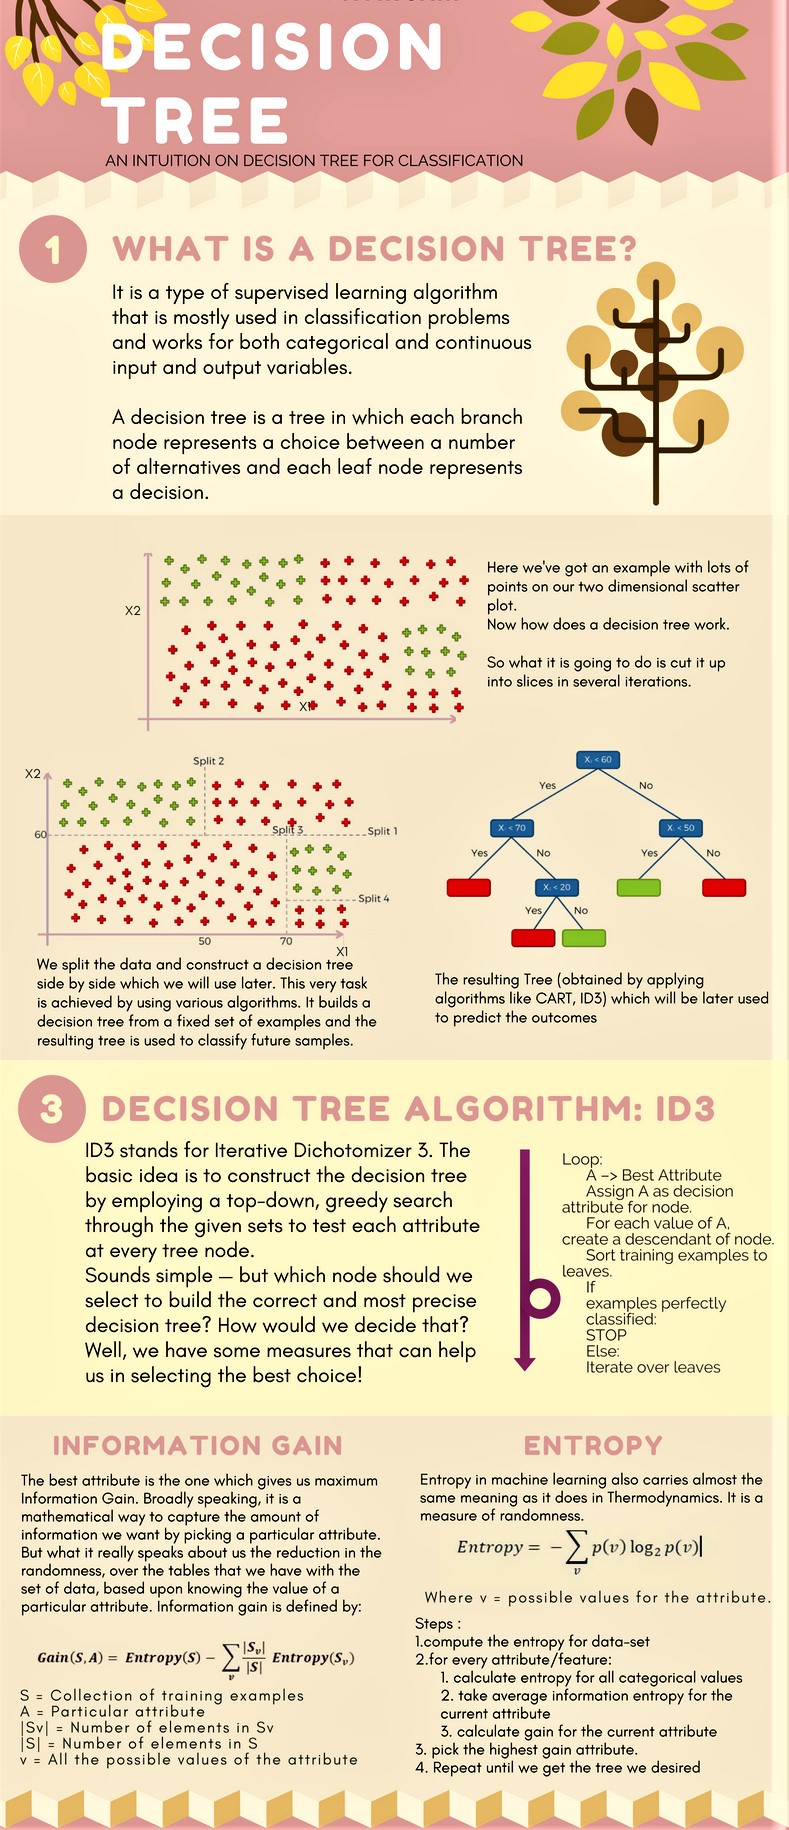 DECISION
TREE
AN INTUITION ON DECISION TREE FOR CLASSIFICATION
1
WHAT IS A DECISION TREE?
It is a type of supervised learning algorithm
that is mostly used in classification problems
and works for both categorical and continuous
input and output variables.
A decision tree is a tree in which each branch
node represents a choice between a number
of alternatives and each leaf node represents
a decision.
X2
X1
Here we've got an example with lots of
points on our two dimensional scatter
plot.
Now how does a decision tree work.
So what it is going to do is cut it up
into slices in several iterations.
X2
Split 2
60
Split 3
Split 1
Split 4
50
70
X1
We split the data and construct a decision tree
side by side which we will use later. This very task
is achieved by using various algorithms. It builds a
decision tree from a fixed set of examples and the
resulting tree is used to classify future samples.
< 60
Yes
No
< 70
< 50
Yes
No
Yes
No
< 20
Yes
No
The resulting Tree (obtained by applying
algorithms like CART, ID3) which will be later used
to predict the outcomes
3
DECISION TREE ALGORITHM: ID3
ID3 stands for Iterative Dichotomizer 3. The
basic idea is to construct the decision tree
by employing a top-down, greedy search
through the given sets to test each attribute
at every tree node.
Sounds simple — but which node should we
select to build the correct and most precise
decision tree? How would we decide that?
Well, we have some measures that can help
us in selecting the best choice!
Loop:
A –> Best Attribute
Assign A as decision
attribute for node.
For each value of A,
create a descendant of node.
Sort training examples to
leaves.
If
examples perfectly
classified:
STOP
Else:
Iterate over leaves
INFORMATION GAIN
The best attribute is the one which gives us maximum
Information Gain. Broadly speaking, it is a
mathematical way to capture the amount of
information we want by picking a particular attribute.
But what it really speaks about us the reduction in the
randomness, over the tables that we have with the
set of data, based upon knowing the value of a
particular attribute. Information gain is defined by:
Gain(S, A) = Entropy(S) − ∑v |Sv|/|S| Entropy(Sv)
S = Collection of training examples
A = Particular attribute
|Sv| = Number of elements in Sv
|S| = Number of elements in S
v = All the possible values of the attribute
ENTROPY
Entropy in machine learning also carries almost the
same meaning as it does in Thermodynamics. It is a
measure of randomness.
Entropy = − ∑v p(v) log2 p(v)|
Where v = possible values for the attribute.
Steps :
1.compute the entropy for data-set
2.for every attribute/feature:
1. calculate entropy for all categorical values
2. take average information entropy for the
current attribute
3. calculate gain for the current attribute
3. pick the highest gain attribute.
4. Repeat until we get the tree we desired